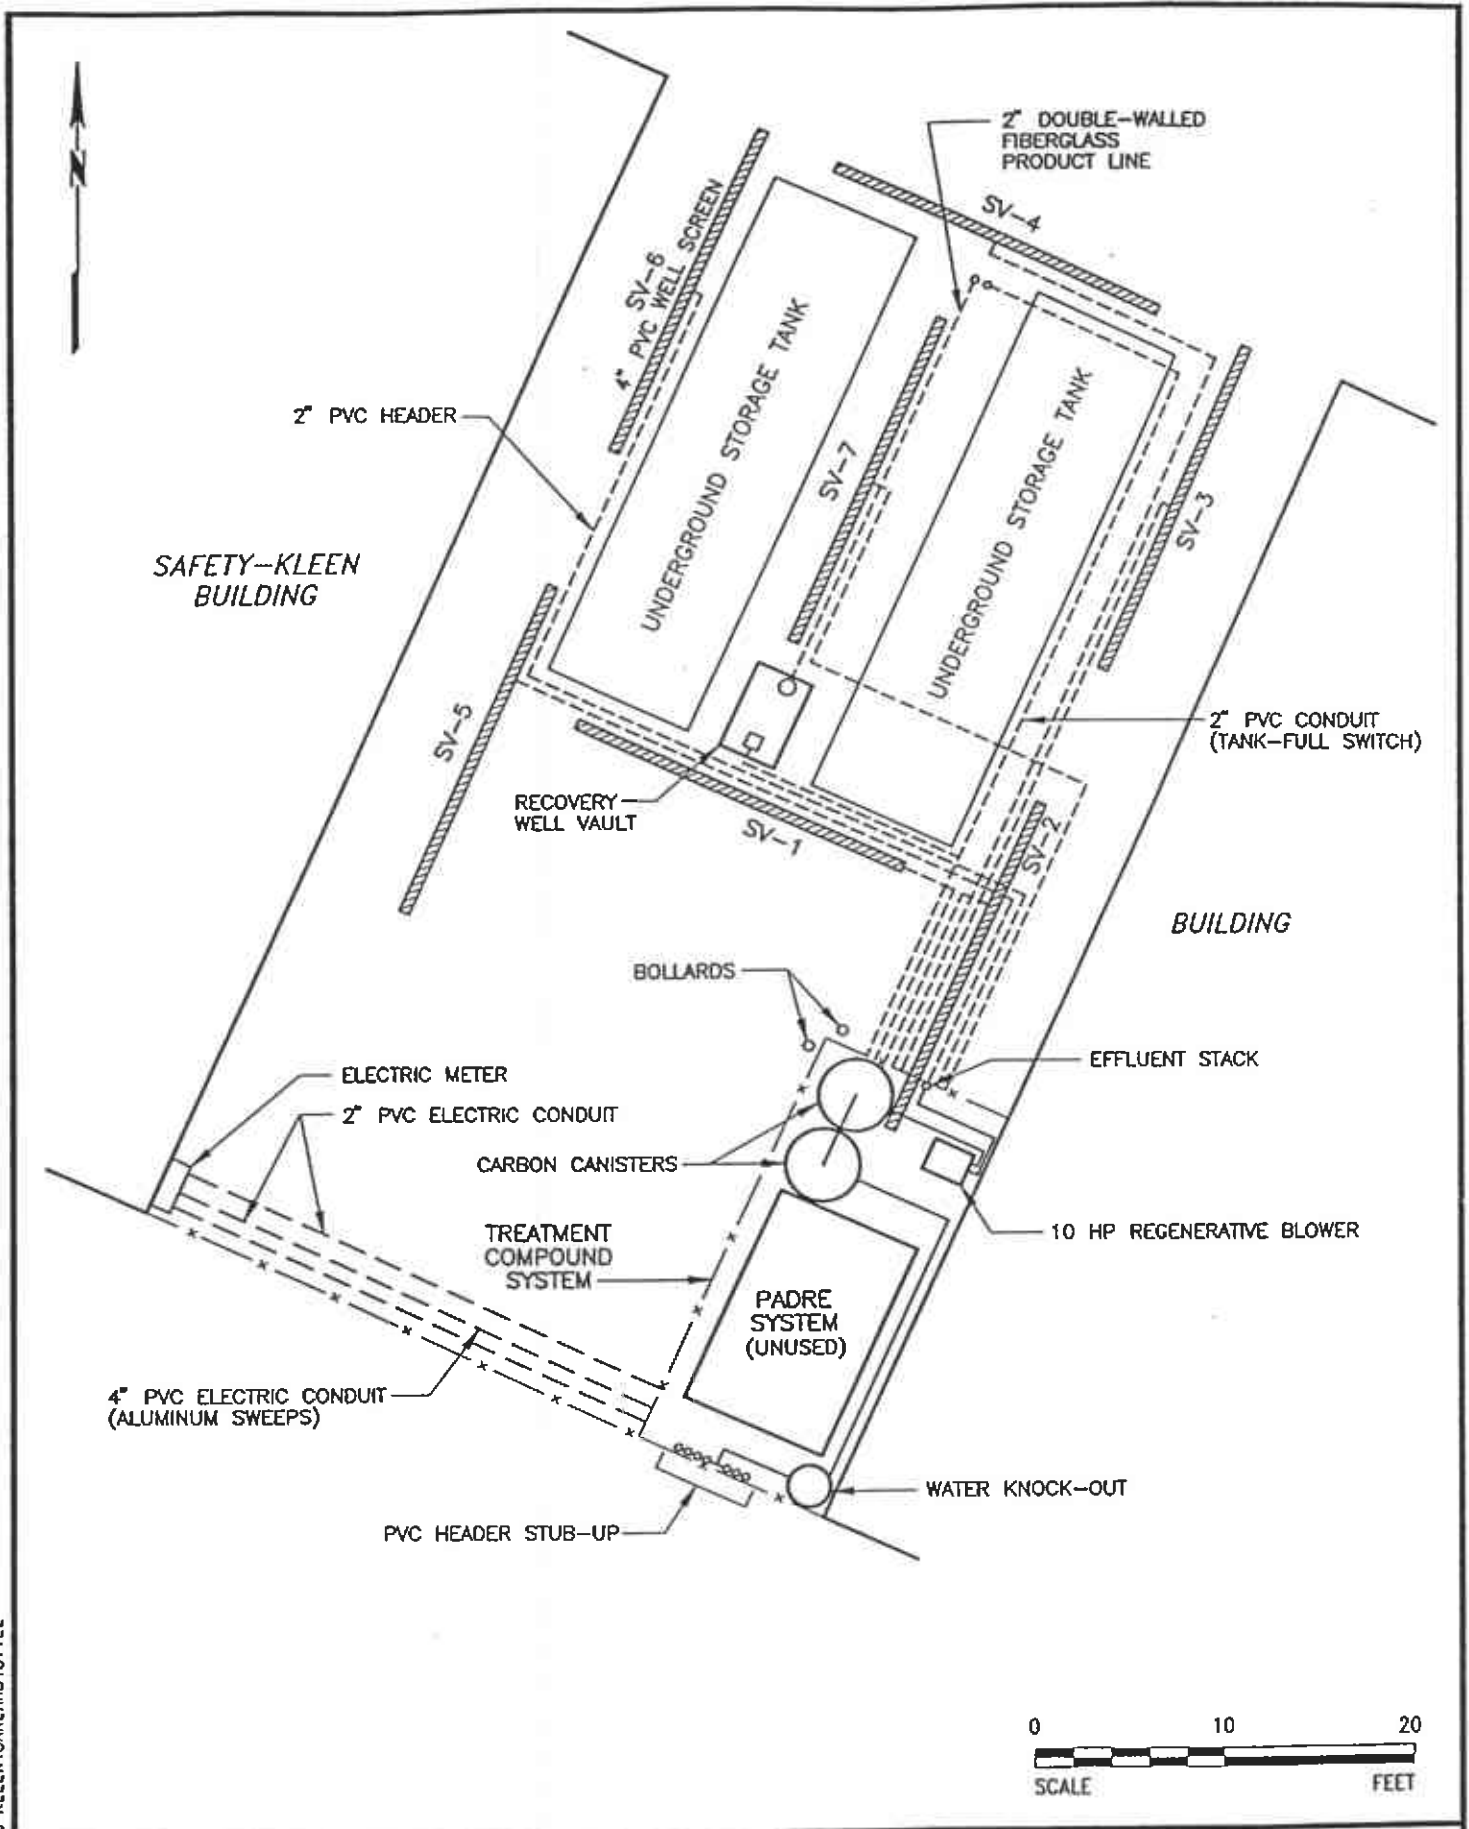 N
2" DOUBLE-WALLED
FIBERGLASS
PRODUCT LINE
SV-4
SV-6
4" PVC WELL SCREEN
2" PVC HEADER
UNDERGROUND STORAGE TANK
SV-7
UNDERGROUND STORAGE TANK
SV-3
SAFETY-KLEEN
BUILDING
SV-5
2" PVC CONDUIT
(TANK-FULL SWITCH)
RECOVERY
WELL VAULT
SV-1
SV-2
BUILDING
BOLLARDS
EFFLUENT STACK
ELECTRIC METER
2" PVC ELECTRIC CONDUIT
CARBON CANISTERS
10 HP REGENERATIVE BLOWER
TREATMENT
COMPOUND
SYSTEM
PADRE
SYSTEM
(UNUSED)
4" PVC ELECTRIC CONDUIT
(ALUMINUM SWEEPS)
WATER KNOCK-OUT
PVC HEADER STUB-UP
0 10 20
SCALE FEET